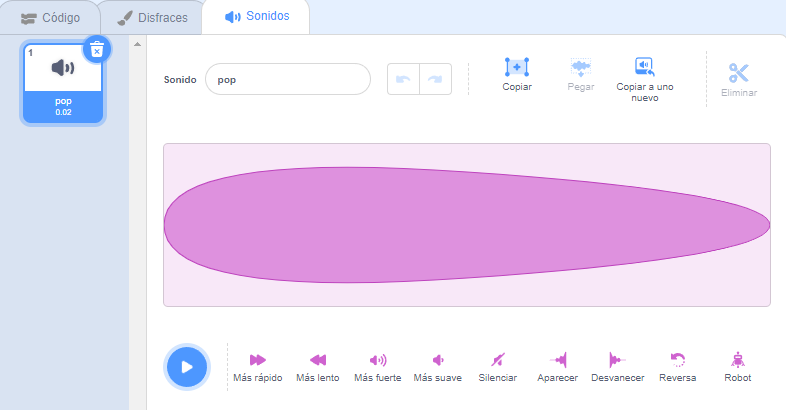 Código
Disfraces
Sonidos
1
pop
0.02
Sonido
pop
Copiar
Pegar
Copiar a uno
nuevo
Eliminar
Más rápido
Más lento
Más fuerte
Más suave
Silenciar
Aparecer
Desvanecer
Reversa
Robot